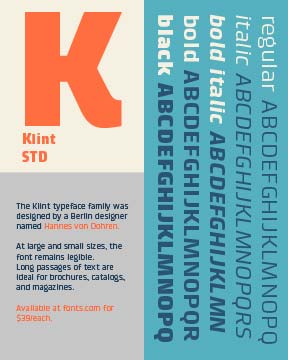 K
Klint
STD
The Klint typeface family was
designed by a Berlin designer
named Hannes von Dohren.
At large and small sizes, the
font remains legible.
Long passages of text are
ideal for brochures, catalogs,
and magazines.
Available at fonts.com for
$39/each.
regular ABCDEFGHIJKLMNOPQ
italic ABCDEFGHIJKLMNOPQRS
bold italic ABCDEFGHIJKL MN
bold ABCDEFGHIJKLMNOPQR
black ABCDEFGHIJKLMNOPQ